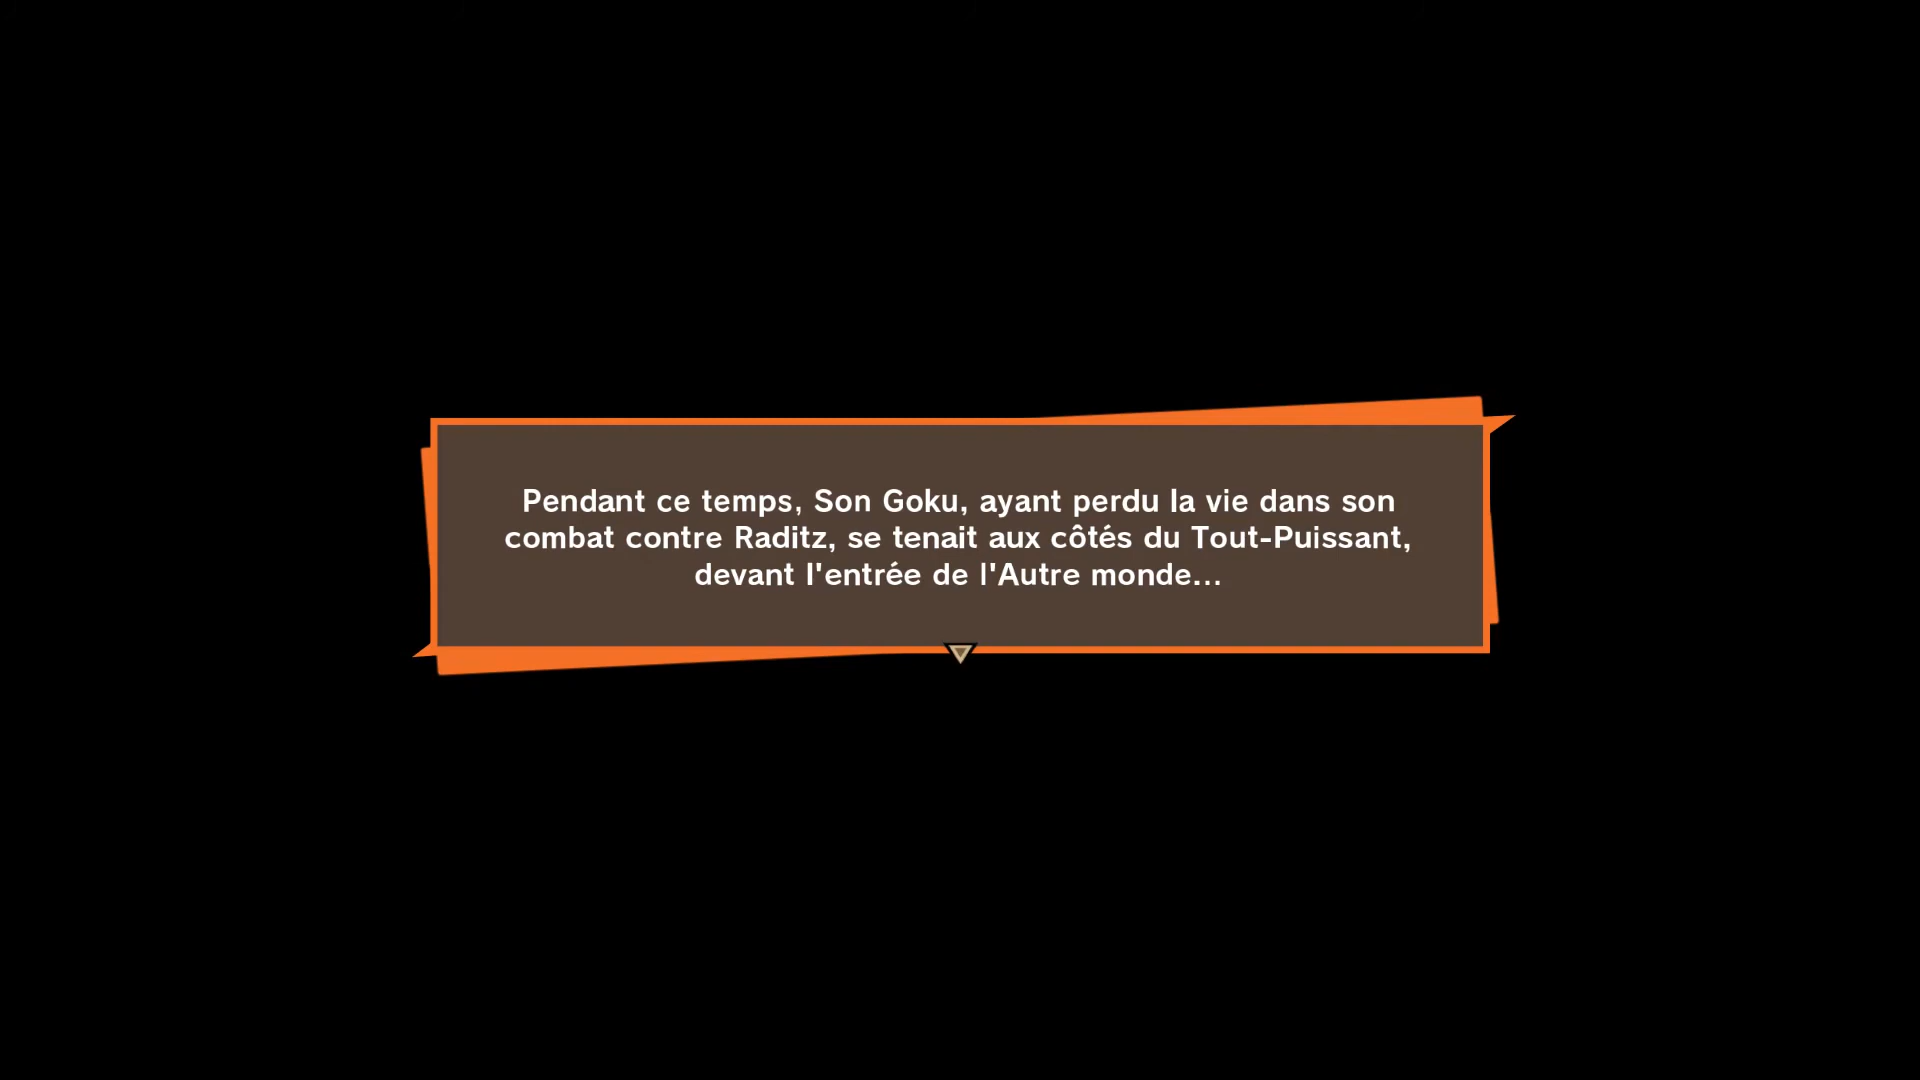 Pendant ce temps, Son Goku, ayant perdu la vie dans son
combat contre Raditz, se tenait aux côtés du Tout-Puissant,
devant l'entrée de l'Autre monde...